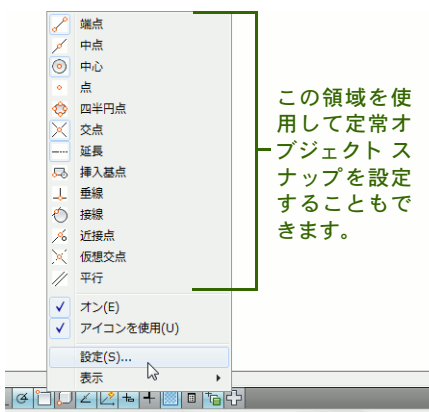 端点
中点
中心
点
四半円点
交点
延長
挿入基点
垂線
接線
近接点
仮想交点
平行
オン(E)
アイコンを使用(U)
設定(S)...
表示
この領域を使
用して定常オ
ブジェクト ス
ナップを設定
することもで
きます。